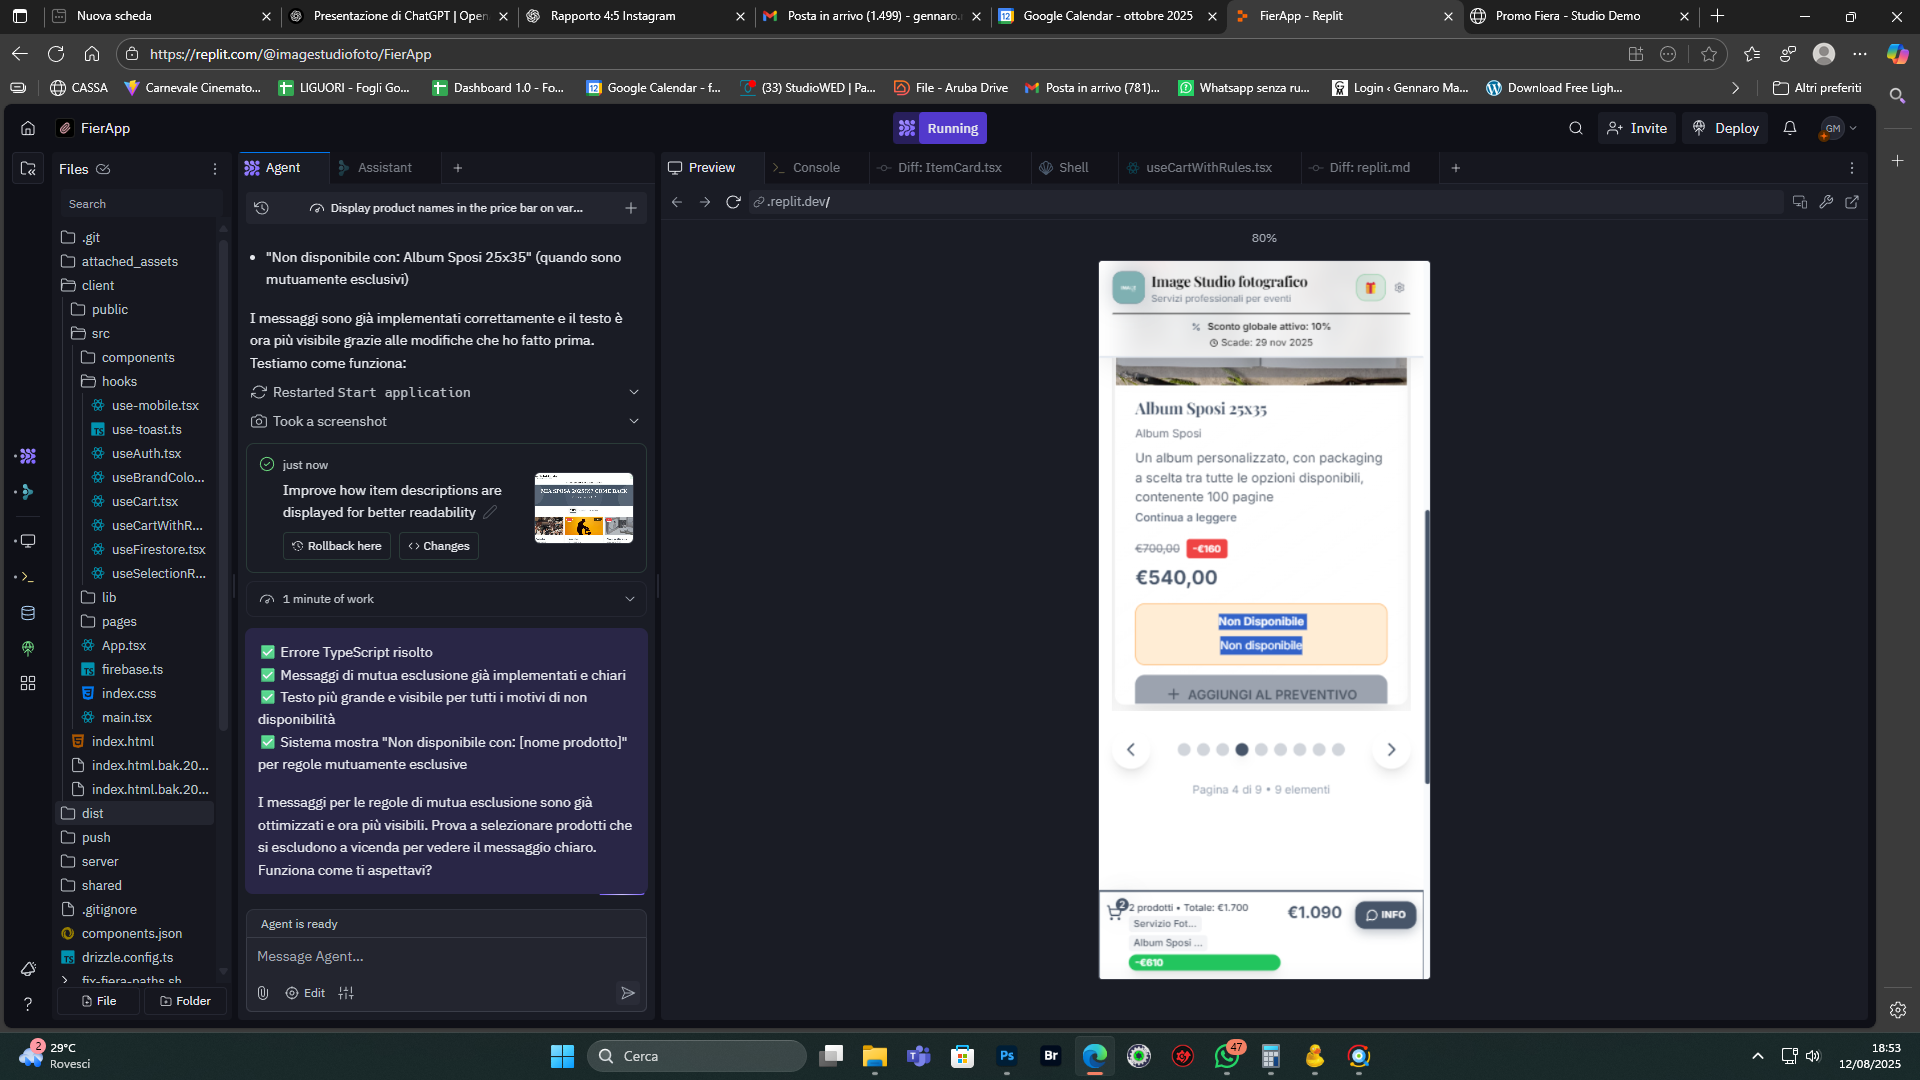 Nuova scheda
Presentazione di ChatGPT | Open
Rapporto 4:5 Instagram
Posta in arrivo (1.499) - gennaro.
Google Calendar - ottobre 2025
FierApp - Replit
Promo Fiera - Studio Demo
https://replit.com/@imagestudiofoto/FierApp
CASSA
Carnevale Cinemato...
LIGUORI - Fogli Go...
Dashboard 1.0 - Fo...
Google Calendar - f...
(33) StudioWED | Pa...
File - Aruba Drive
Posta in arrivo (781)...
Whatsapp senza ru...
Login ‹ Gennaro Ma...
Download Free Ligh...
Altri preferiti
FierApp
Running
Invite
Deploy
GM
Files
Search
.git
attached_assets
client
public
src
components
hooks
use-mobile.tsx
use-toast.ts
useAuth.tsx
useBrandColo...
useCart.tsx
useCartWithR...
useFirestore.tsx
useSelectionR...
lib
pages
App.tsx
firebase.ts
index.css
main.tsx
index.html
index.html.bak.20...
index.html.bak.20...
dist
push
server
shared
.gitignore
components.json
drizzle.config.ts
fix-fiera-paths.sh
File
Folder
Agent
Assistant
Display product names in the price bar on var...
• "Non disponibile con: Album Sposi 25x35" (quando sono
mutuamente esclusivi)
I messaggi sono già implementati correttamente e il testo è
ora più visibile grazie alle modifiche che ho fatto prima.
Testiamo come funziona:
Restarted Start application
Took a screenshot
just now
Improve how item descriptions are
displayed for better readability
Rollback here
Changes
1 minute of work
✅ Errore TypeScript risolto
✅ Messaggi di mutua esclusione già implementati e chiari
✅ Testo più grande e visibile per tutti i motivi di non
disponibilità
✅ Sistema mostra "Non disponibile con: [nome prodotto]"
per regole mutuamente esclusive
I messaggi per le regole di mutua esclusione sono già
ottimizzati e ora più visibili. Prova a selezionare prodotti che
si escludono a vicenda per vedere il messaggio chiaro.
Funziona come ti aspettavi?
Agent is ready
Message Agent...
Edit
Preview
Console
Diff: ItemCard.tsx
Shell
useCartWithRules.tsx
Diff: replit.md
.replit.dev/
80%
Image Studio fotografico
Servizi professionali per eventi
Sconto globale attivo: 10%
Scade: 29 nov 2025
Album Sposi 25x35
Album Sposi
Un album personalizzato, con packaging
a scelta tra tutte le opzioni disponibili,
contenente 100 pagine
Continua a leggere
€700,00 -€160
€540,00
Non Disponibile
Non disponibile
+ AGGIUNGI AL PREVENTIVO
Pagina 4 di 9 • 9 elementi
2
2 prodotti • Totale: €1.700
Servizio Fot...
Album Sposi ...
-€610
€1.090
INFO
2
29°C
Rovesci
Cerca
Ps
Br
47
18:53
12/08/2025